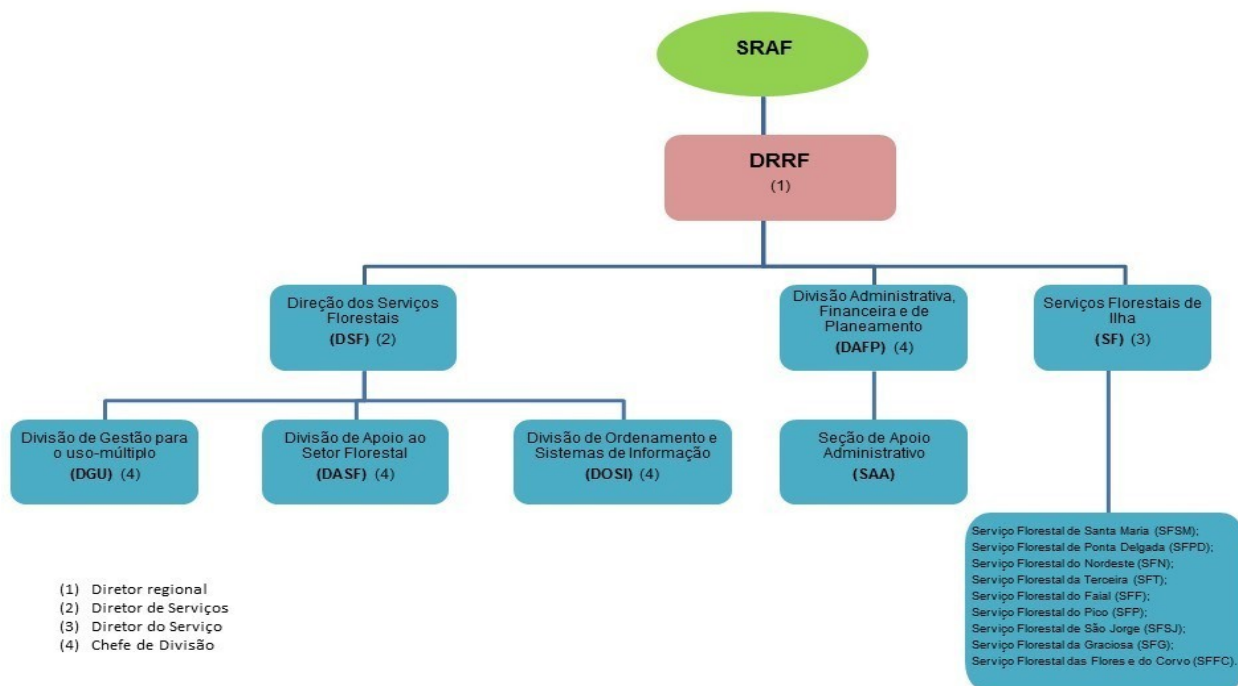 SRAF
DRRF
(1)
Direção dos Serviços
Florestais
(DSF) (2)
Divisão Administrativa,
Financeira e de
Planeamento
(DAFP) (4)
Serviços Florestais de
Ilha
(SF) (3)
Divisão de Gestão para
o uso-múltiplo
(DGU) (4)
Divisão de Apoio ao
Setor Florestal
(DASF) (4)
Divisão de Ordenamento e
Sistemas de Informação
(DOSI) (4)
Seção de Apoio
Administrativo
(SAA)
Serviço Florestal de Santa Maria (SFSM);
Serviço Florestal de Ponta Delgada (SFPD);
Serviço Florestal do Nordeste (SFN);
Serviço Florestal da Terceira (SFT);
Serviço Florestal do Faial (SFF);
Serviço Florestal do Pico (SFP);
Serviço Florestal de São Jorge (SFSJ);
Serviço Florestal da Graciosa (SFG);
Serviço Florestal das Flores e do Corvo (SFFC).
(1) Diretor regional
(2) Diretor de Serviços
(3) Diretor do Serviço
(4) Chefe de Divisão